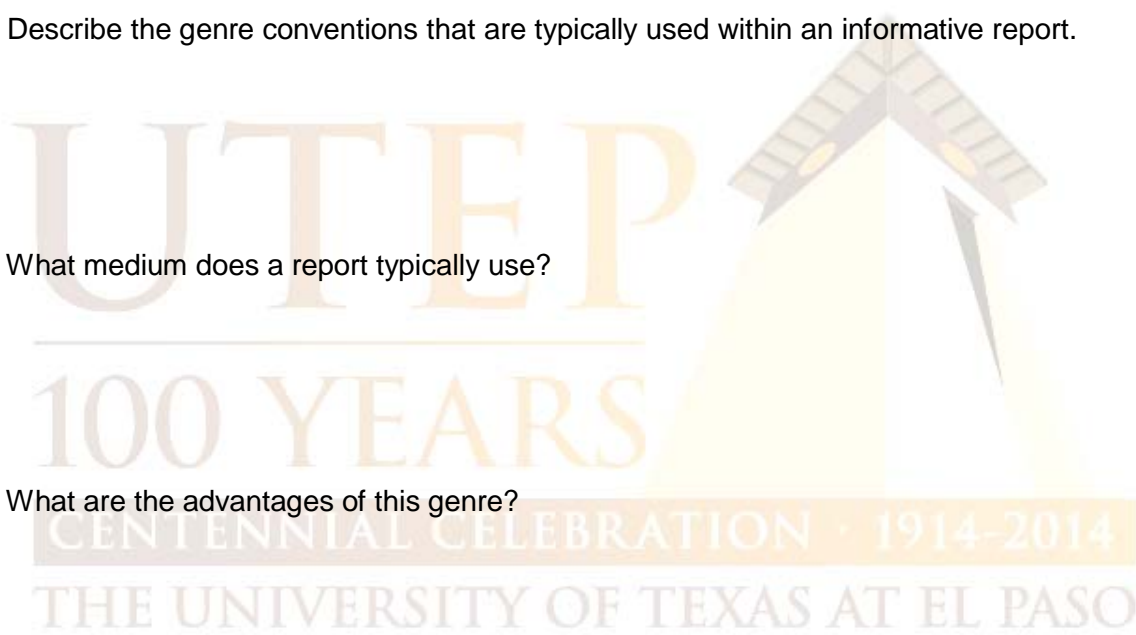 Describe the genre conventions that are typically used within an informative report.
UTEP
What medium does a report typically use?
100 YEARS
What are the advantages of this genre?
CENTENNIAL CELEBRATION · 1914-2014
THE UNIVERSITY OF TEXAS AT EL PASO